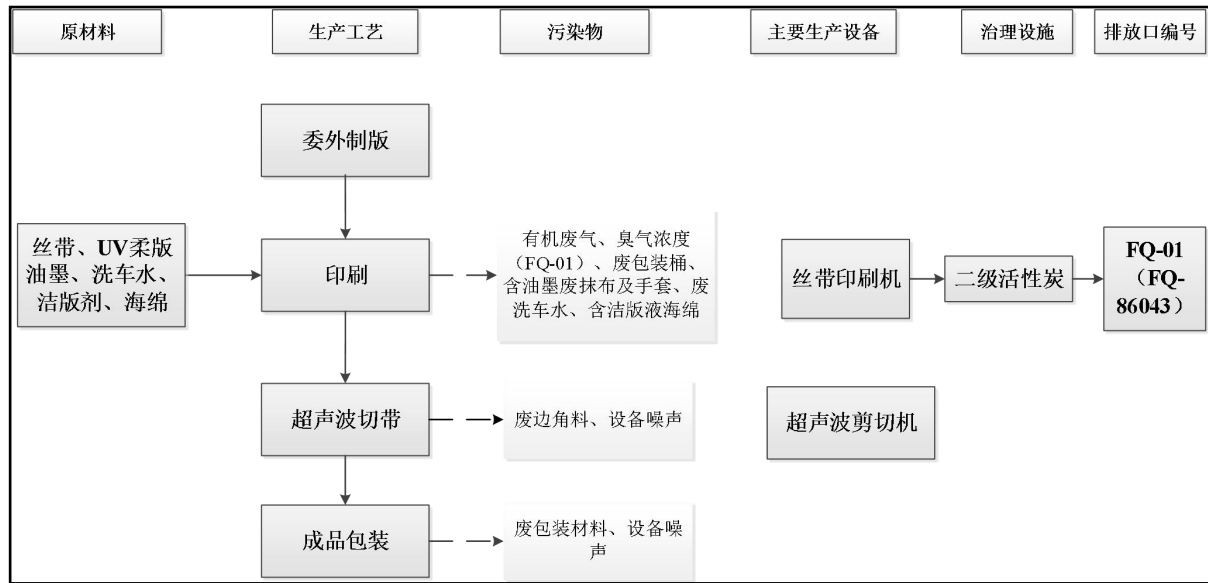 原材料
生产工艺
污染物
主要生产设备
治理设施
排放口编号
委外制版
丝带、UV柔版
油墨、洗车水、
洁版剂、海绵
印刷
有机废气、臭气浓度
（FQ-01）、废包装桶、
含油墨废抹布及手套、废
洗车水、含洁版液海绵
丝带印刷机
二级活性炭
FQ-01
（FQ-
86043）
超声波切带
废边角料、设备噪声
超声波剪切机
成品包装
废包装材料、设备噪
声